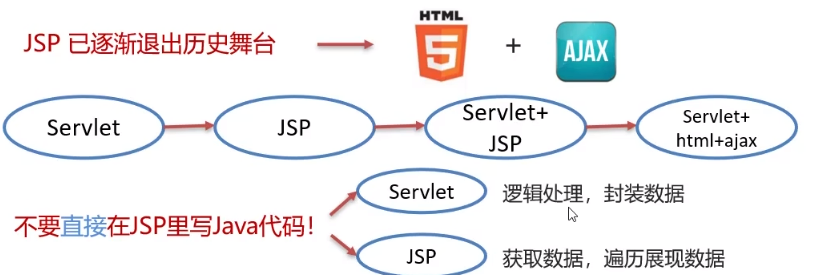 JSP 已逐渐退出历史舞台
HTML
5
+
AJAX
Servlet
JSP
Servlet+
JSP
Servlet+
html+ajax
不要直接在JSP里写Java代码！
Servlet
逻辑处理，封装数据
JSP
获取数据，遍历展现数据